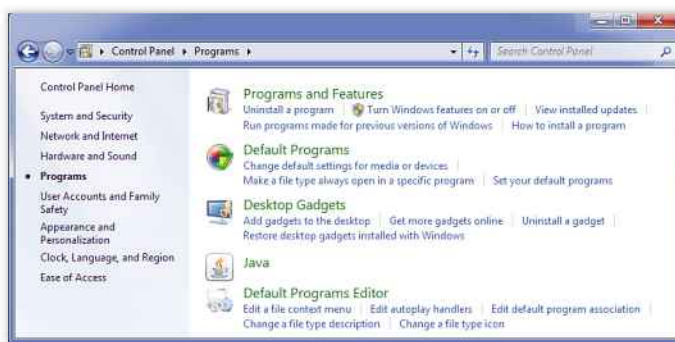 Control Panel Programs
Search Control Panel
Control Panel Home
System and Security
Network and Internet
Hardware and Sound
Programs
User Accounts and Family
Safety
Appearance and
Personalization
Clock, Language, and Region
Ease of Access
Programs and Features
Uninstall a program Turn Windows features on or off View installed updates
Run programs made for previous versions of Windows How to install a program
Default Programs
Change default settings for media or devices
Make a file type always open in a specific program Set your default programs
Desktop Gadgets
Add gadgets to the desktop Get more gadgets online Uninstall a gadget
Restore desktop gadgets installed with Windows
Java
Default Programs Editor
Edit a file context menu Edit autoplay handlers Edit default program association
Change a file type description Change a file type icon